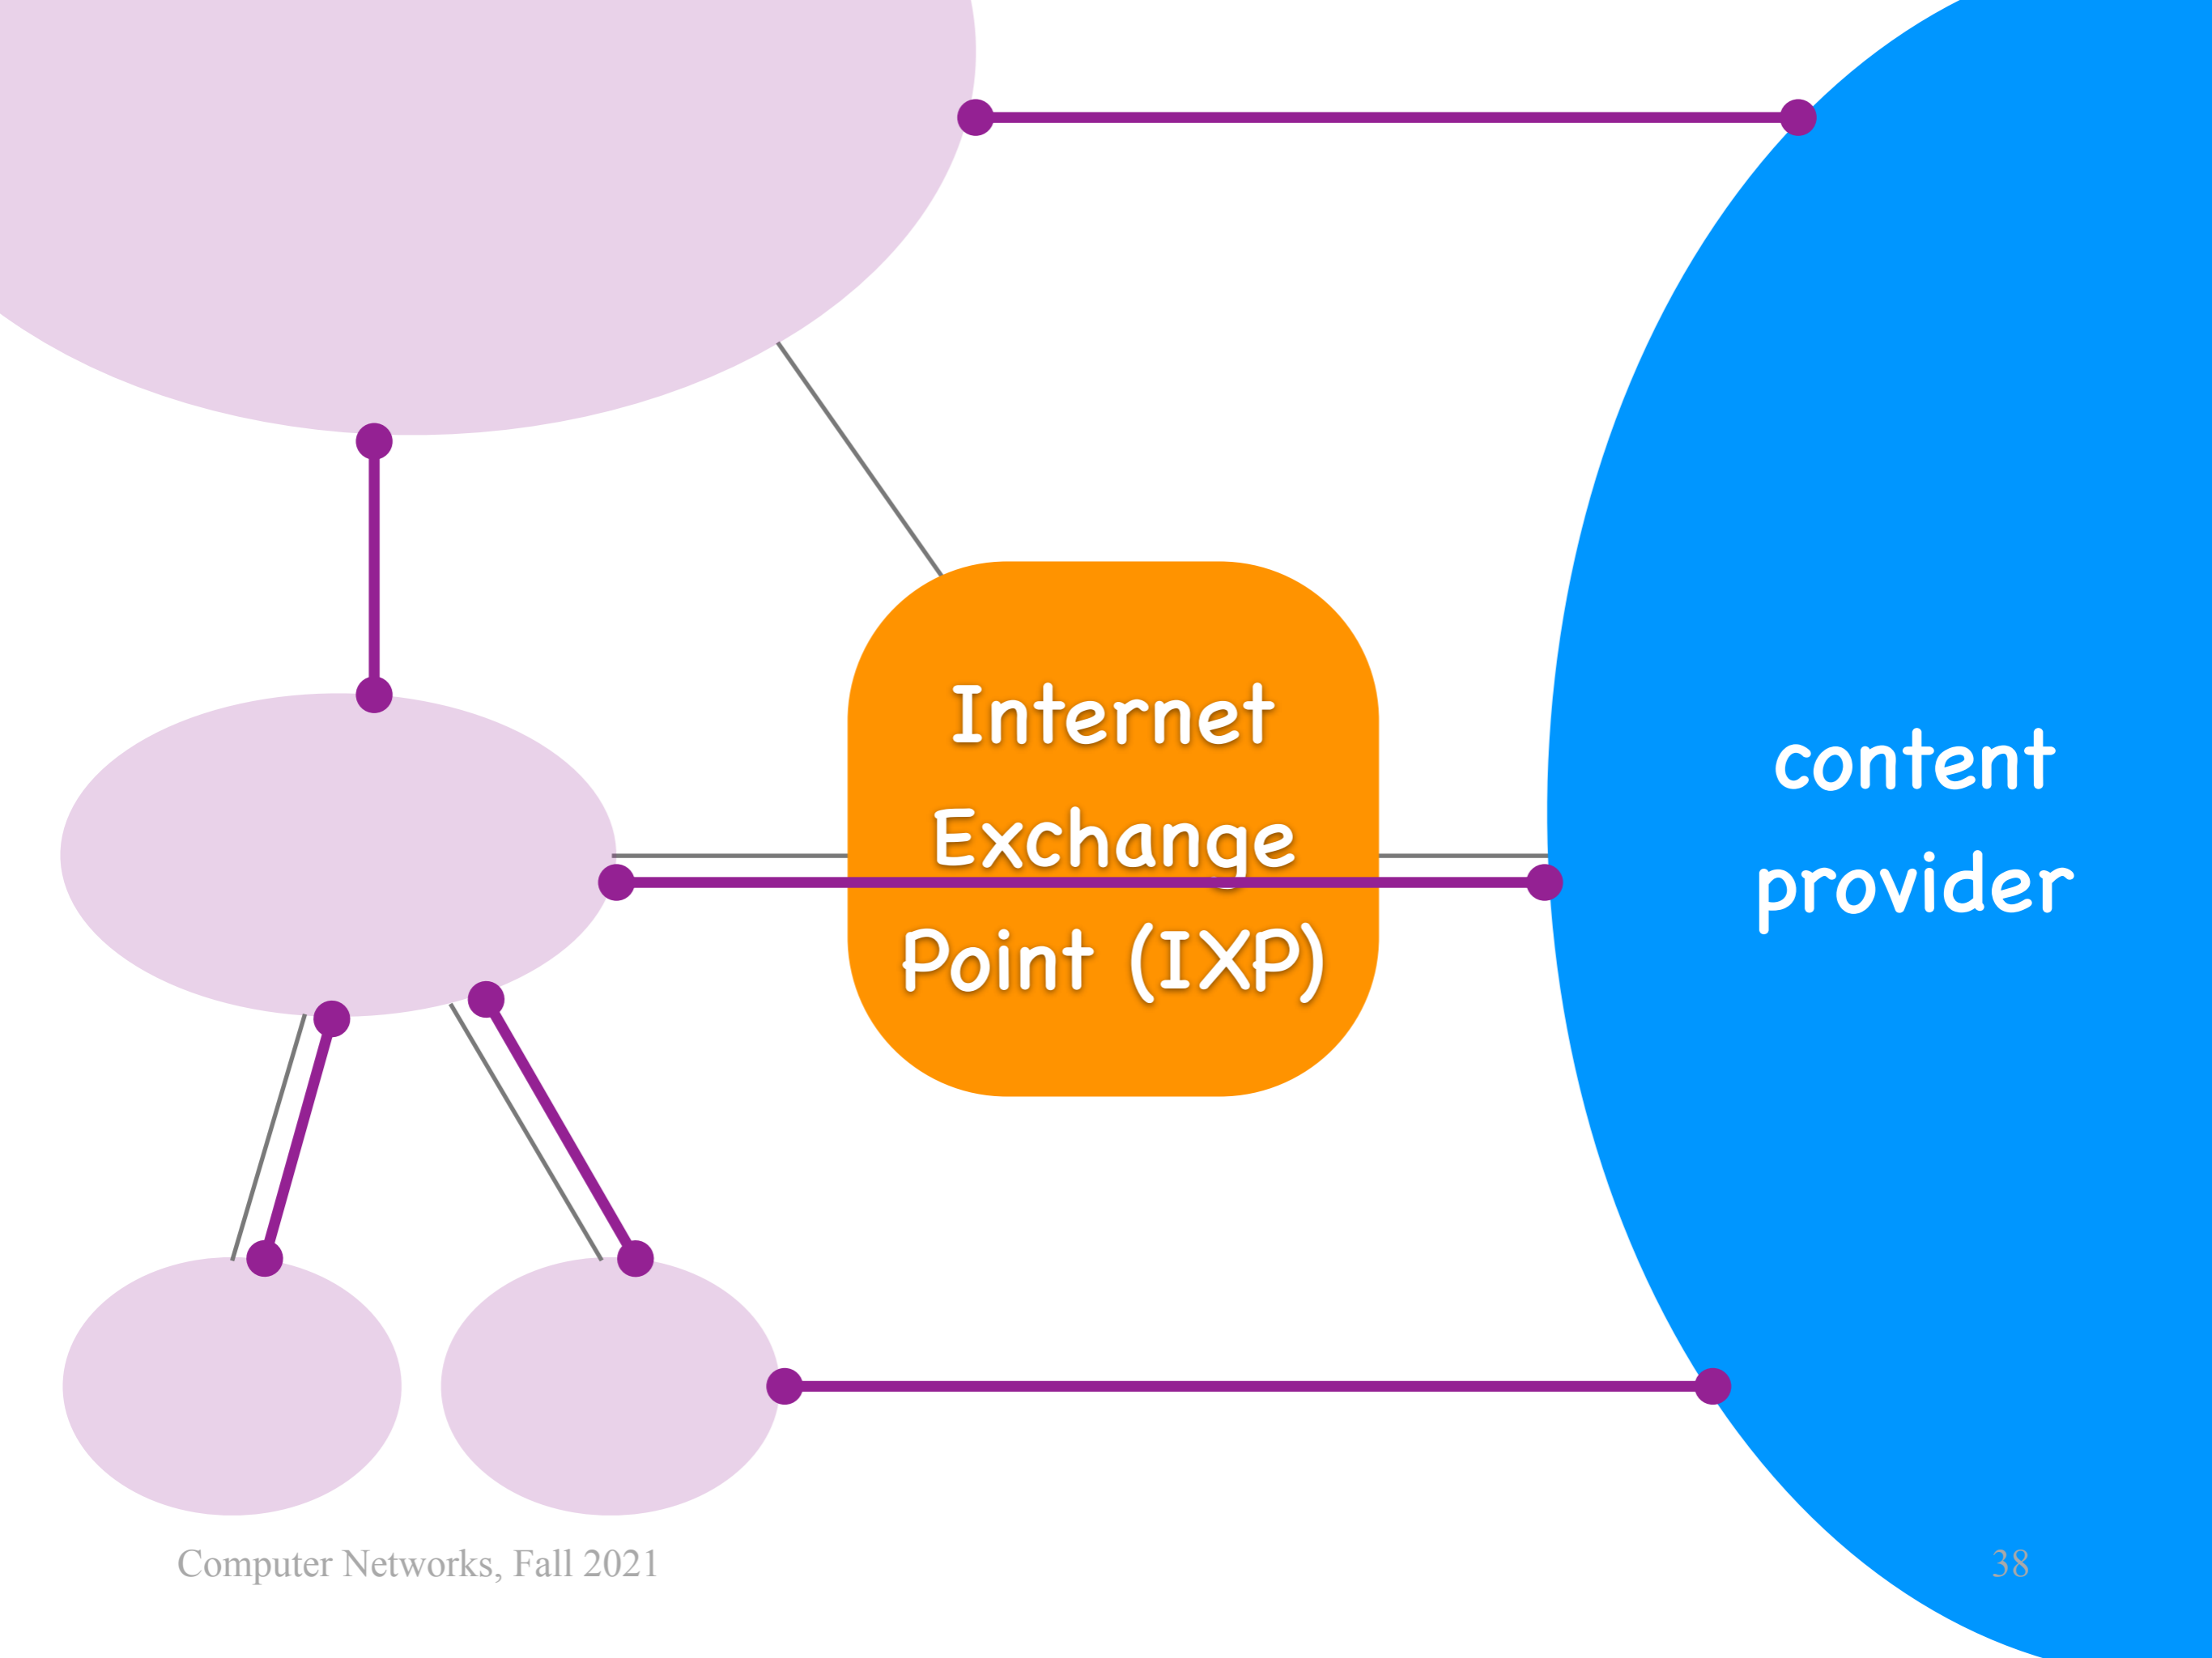 Internet
Exchange
Point (IXP)
content
provider
Computer Networks, Fall 2021
38